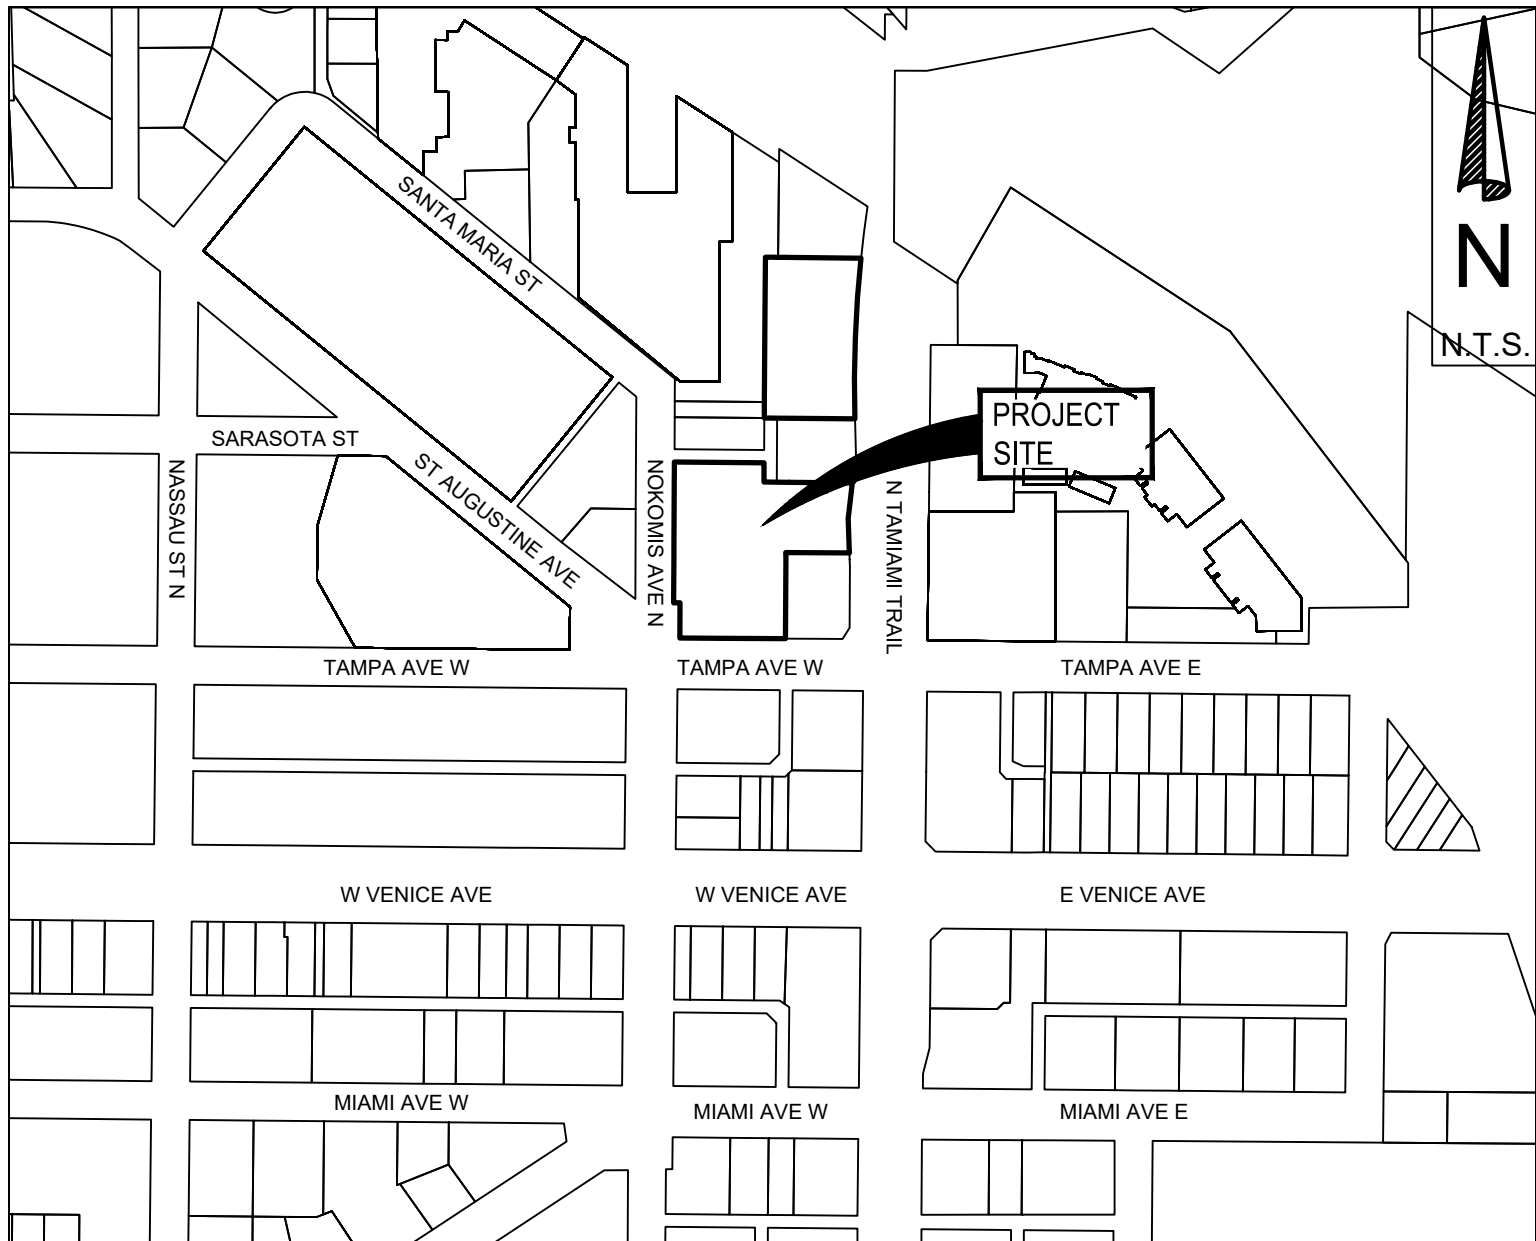 SANTA MARIA ST
N
N.T.S.
PROJECT
SITE
SARASOTA ST
ST AUGUSTINE AVE
NASSAU ST N
NOKOMIS AVE N
N TAMIAMI TRAIL
TAMPA AVE W
TAMPA AVE W
TAMPA AVE E
W VENICE AVE
W VENICE AVE
E VENICE AVE
MIAMI AVE W
MIAMI AVE W
MIAMI AVE E